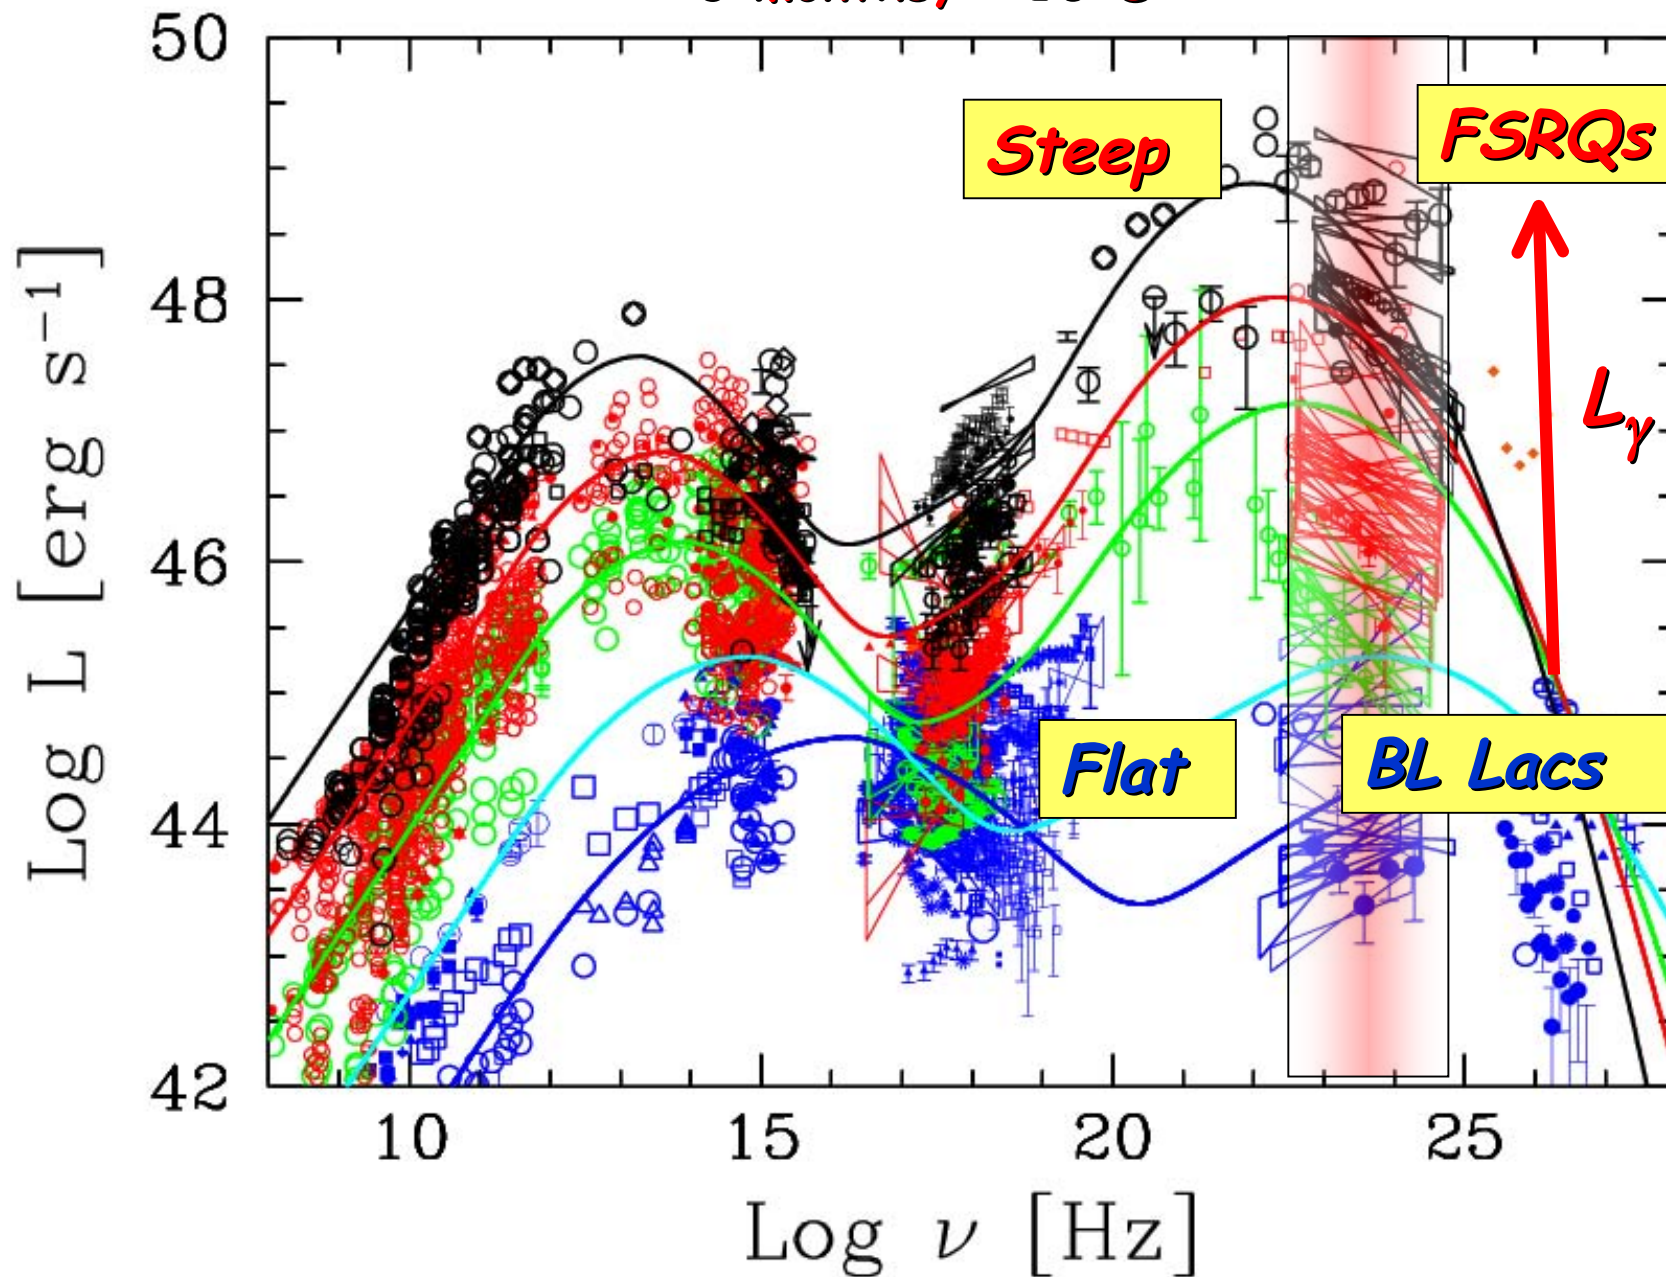 50
Steep
FSRQs
48
Lγ
46
Flat
BL Lacs
44
42
10 15 20 25
Log L [erg s⁻¹]
Log ν [Hz]